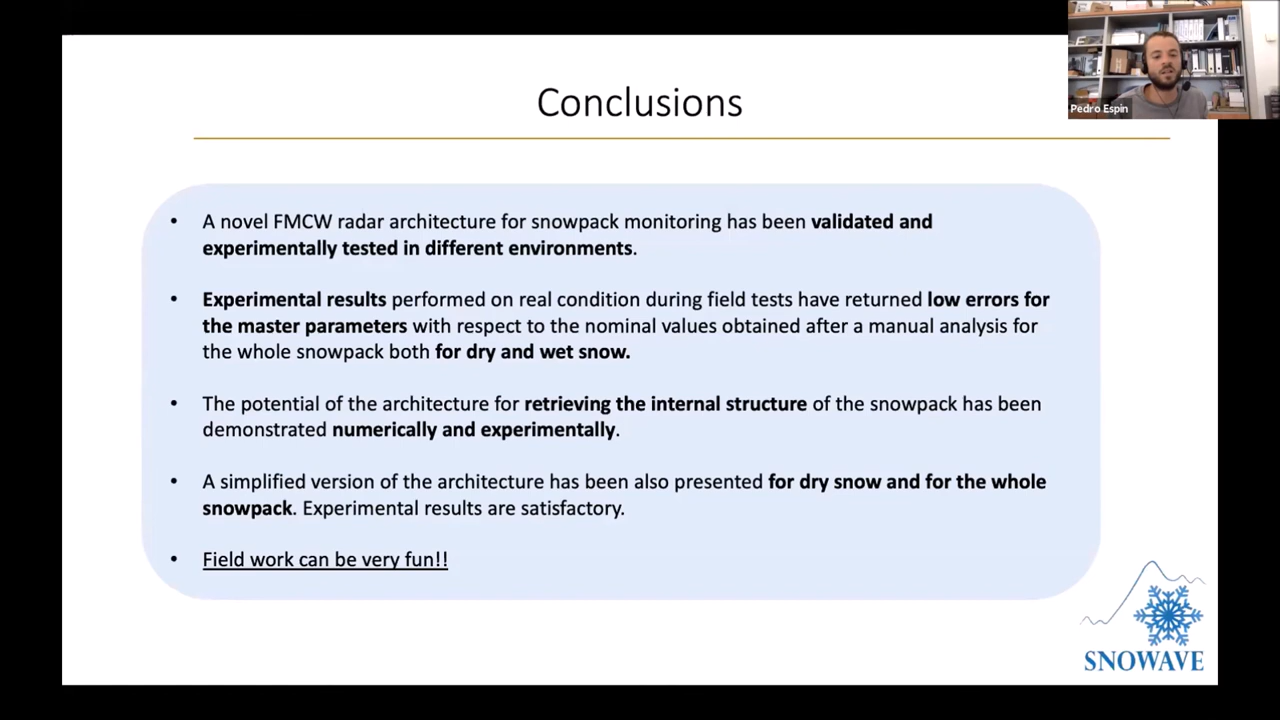 Conclusions
Pedro Espin
• A novel FMCW radar architecture for snowpack monitoring has been validated and
experimentally tested in different environments.
• Experimental results performed on real condition during field tests have returned low errors for
the master parameters with respect to the nominal values obtained after a manual analysis for
the whole snowpack both for dry and wet snow.
• The potential of the architecture for retrieving the internal structure of the snowpack has been
demonstrated numerically and experimentally.
• A simplified version of the architecture has been also presented for dry snow and for the whole
snowpack. Experimental results are satisfactory.
• Field work can be very fun!!
SNOWAVE